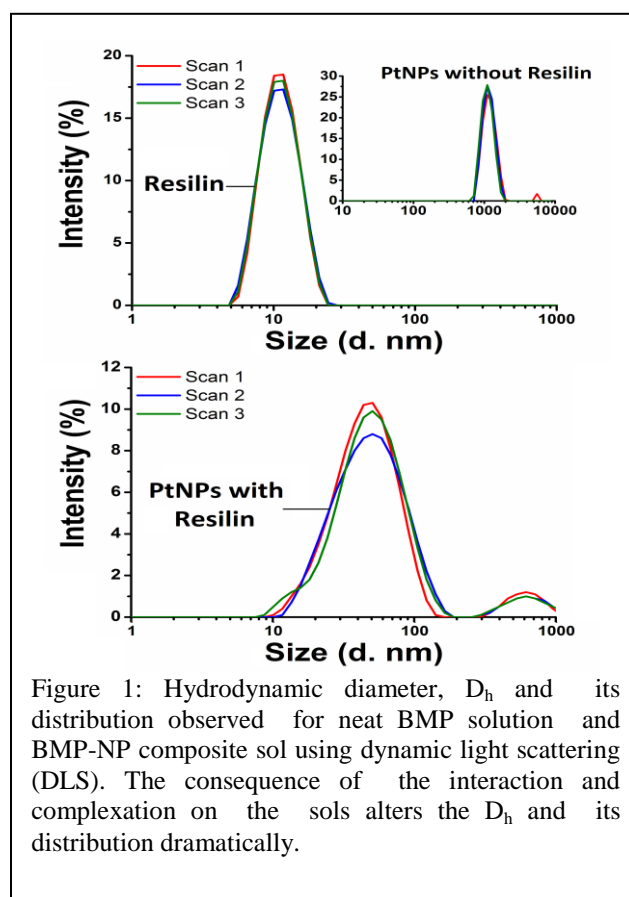 20
15
10
5
0
Intensity (%)
Scan 1
Scan 2
Scan 3
Resilin
30
25
20
15
10
5
0
PtNPs without Resilin
10 100 1000 10000
1 10 100 1000
Size (d. nm)
12
10
8
6
4
2
0
Intensity (%)
Scan 1
Scan 2
Scan 3
PtNPs with
Resilin
1 10 100 1000
Size (d. nm)
Figure 1: Hydrodynamic diameter, Dₕ and its
distribution observed for neat BMP solution and
BMP-NP composite sol using dynamic light scattering
(DLS). The consequence of the interaction and
complexation on the sols alters the Dₕ and its
distribution dramatically.